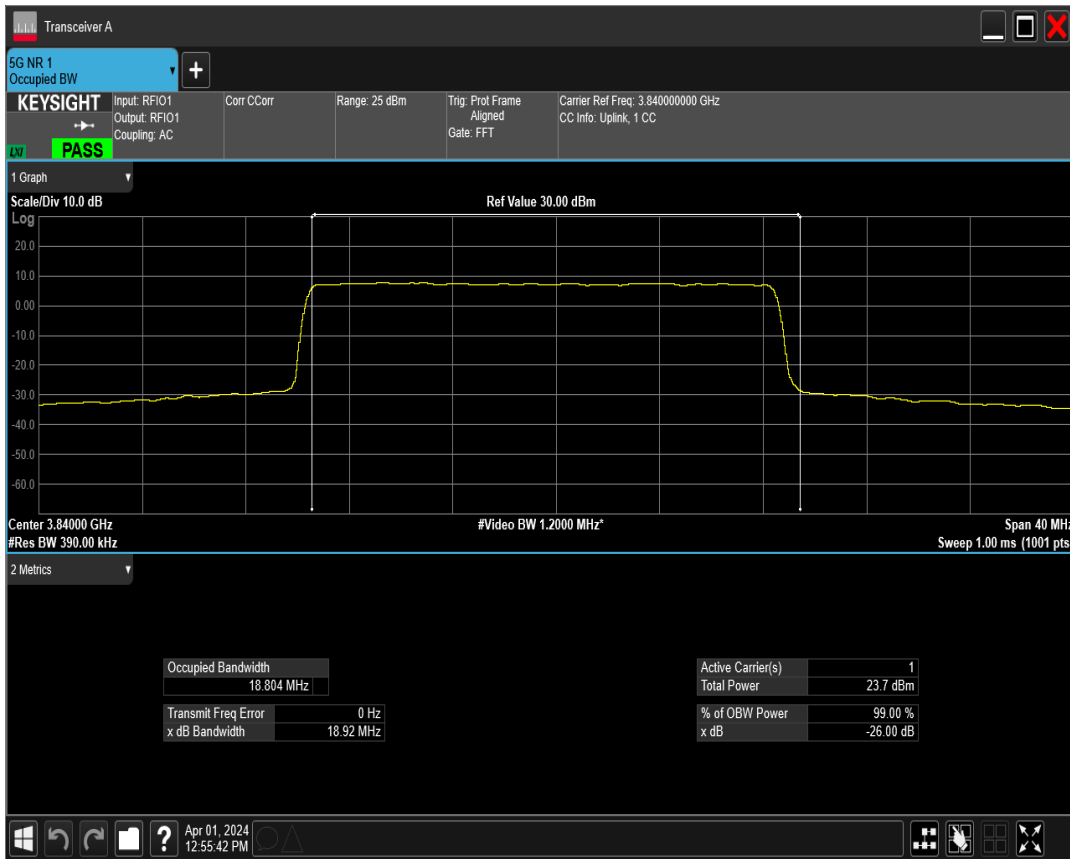 Transceiver A
5G NR 1
Occupied BW
KEYSIGHT
LXI
PASS
Input: RFIO1
Output: RFIO1
Coupling: AC
Corr CCorr
Range: 25 dBm
Trig: Prot Frame
Aligned
Gate: FFT
Carrier Ref Freq: 3.840000000 GHz
CC Info: Uplink, 1 CC
1 Graph
Scale/Div 10.0 dB
Ref Value 30.00 dBm
Log
20.0
10.0
0.00
-10.0
-20.0
-30.0
-40.0
-50.0
-60.0
Center 3.84000 GHz
#Video BW 1.2000 MHz*
Span 40 MHz
#Res BW 390.00 kHz
Sweep 1.00 ms (1001 pts
2 Metrics
Occupied Bandwidth
18.804 MHz
Transmit Freq Error 0 Hz
x dB Bandwidth 18.92 MHz
Active Carrier(s) 1
Total Power 23.7 dBm
% of OBW Power 99.00 %
x dB -26.00 dB
?
Apr 01, 2024
12:55:42 PM